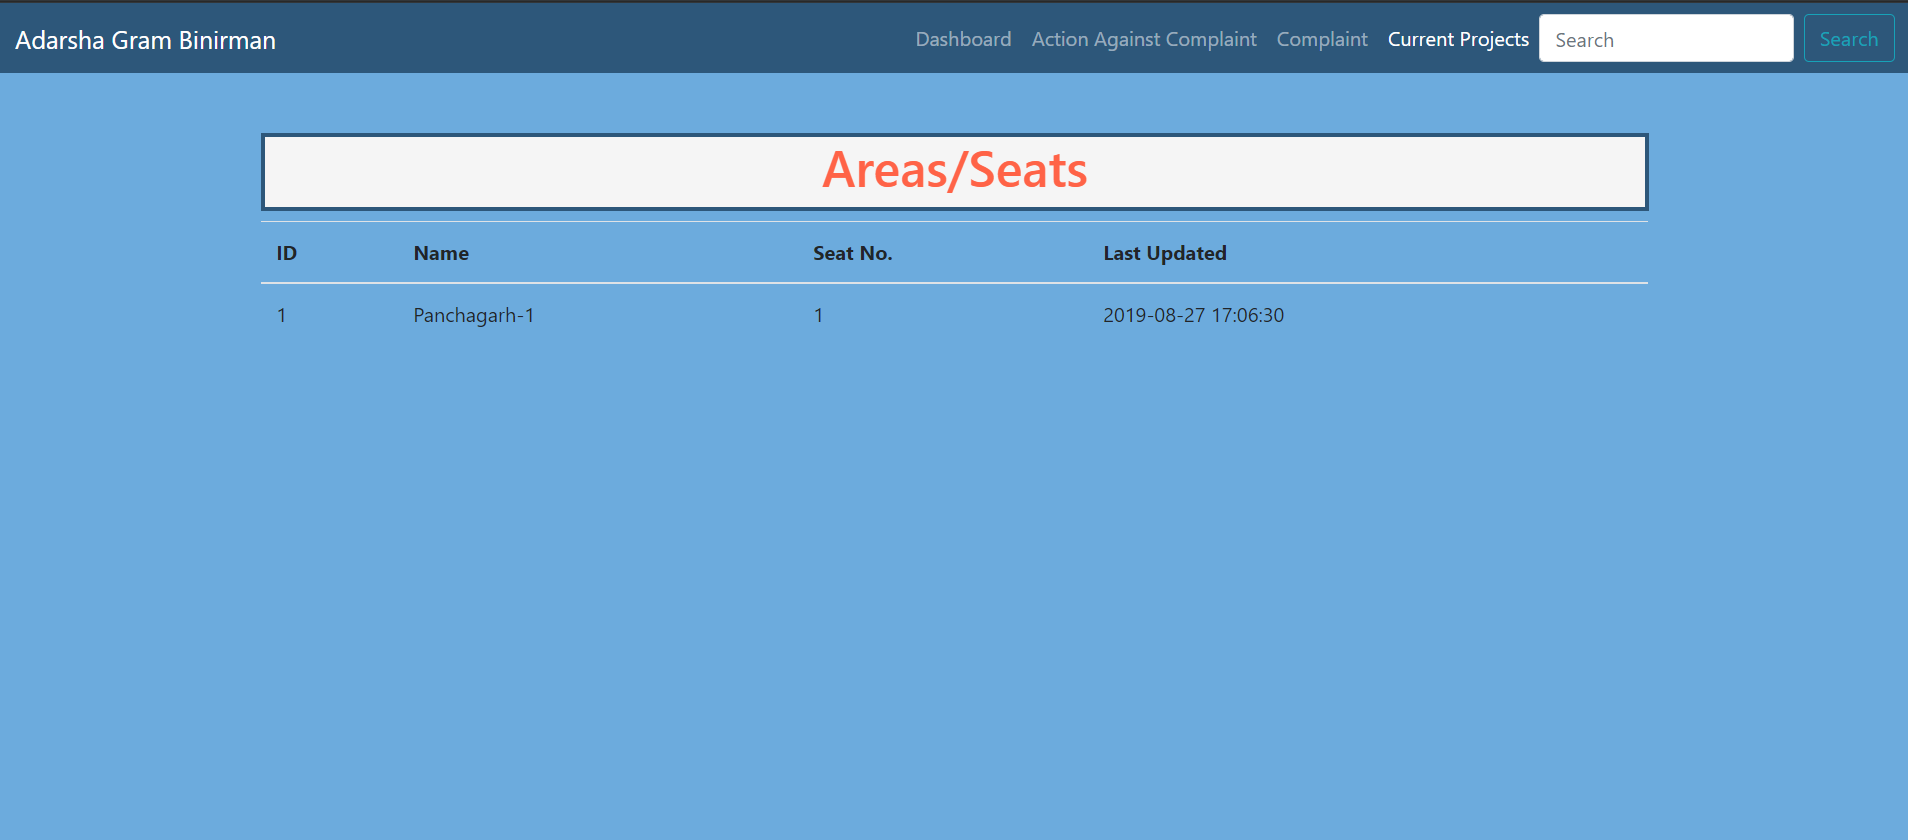 Adarsha Gram Binirman Dashboard Action Against Complaint Complaint Current Projects Search Search
Areas/Seats
ID Name Seat No. Last Updated
1 Panchagarh-1 1 2019-08-27 17:06:30